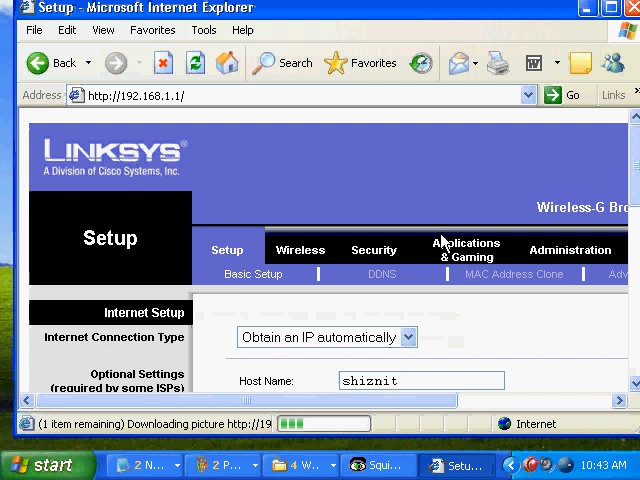 Setup - Microsoft Internet Explorer
File Edit View Favorites Tools Help
Back Search Favorites
Address http://192.168.1.1/ Go Links
LINKSYS®
A Division of Cisco Systems, Inc.
Wireless-G Bro
Setup
Setup Wireless Security Applications & Gaming Administration
Basic Setup DDNS MAC Address Clone Adv
Internet Setup
Internet Connection Type Obtain an IP automatically
Optional Settings
(required by some ISPs)
Host Name: shiznit
(1 item remaining) Downloading picture http://19 Internet
start 2 N... 2 P... 4 W... Squi... Setu... 10:43 AM